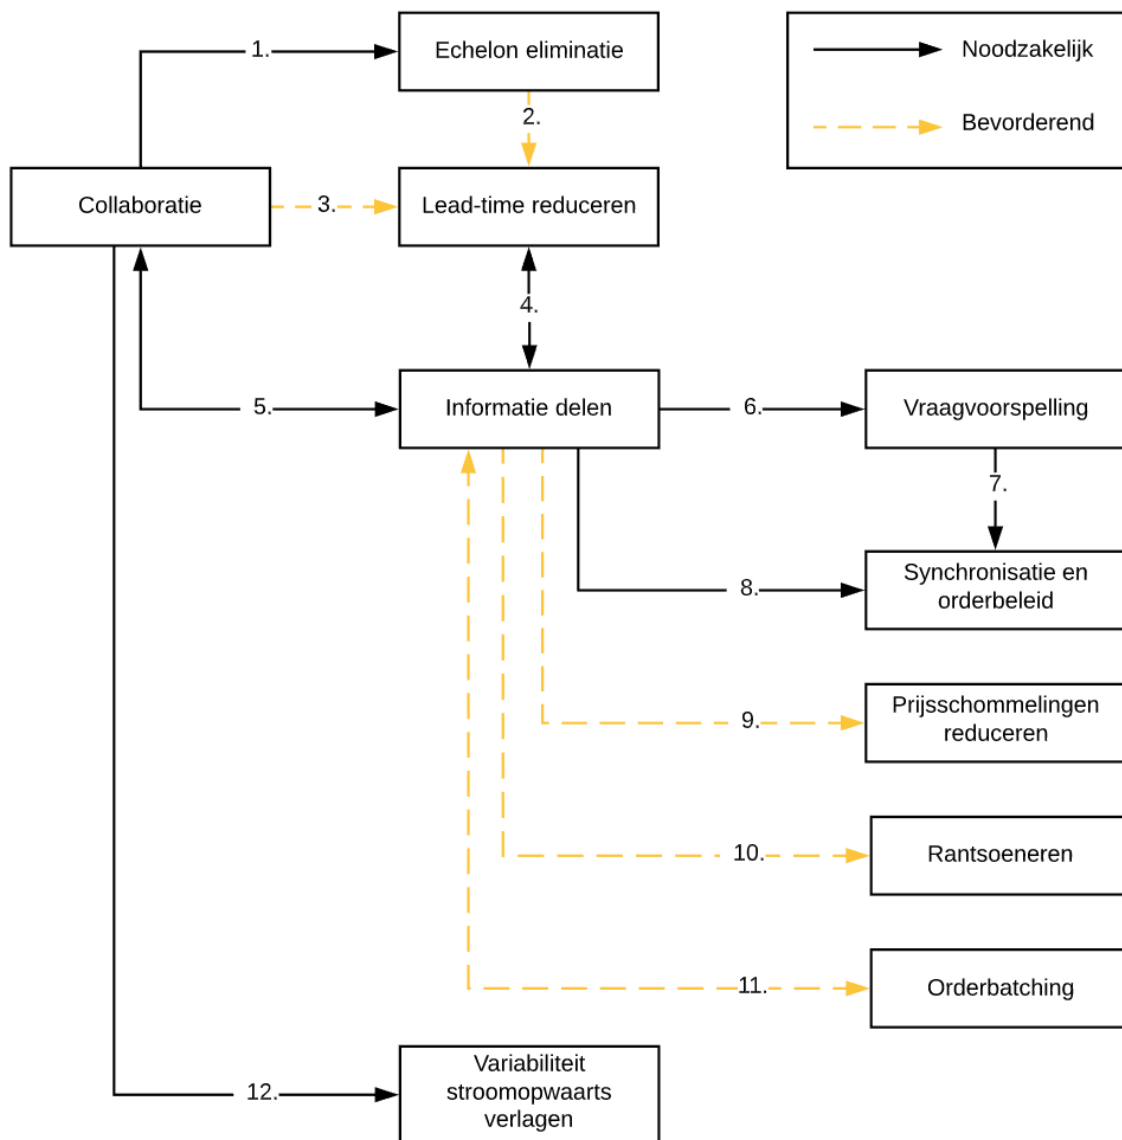 1.
Echelon eliminatie
Noodzakelijk
2.
Bevorderend
Collaboratie
3.
Lead-time reduceren
4.
5.
Informatie delen
6.
Vraagvoorspelling
7.
8.
Synchronisatie en
orderbeleid
9.
Prijsschommelingen
reduceren
10.
Rantsoeneren
11.
Orderbatching
12.
Variabiliteit
stroomopwaarts
verlagen